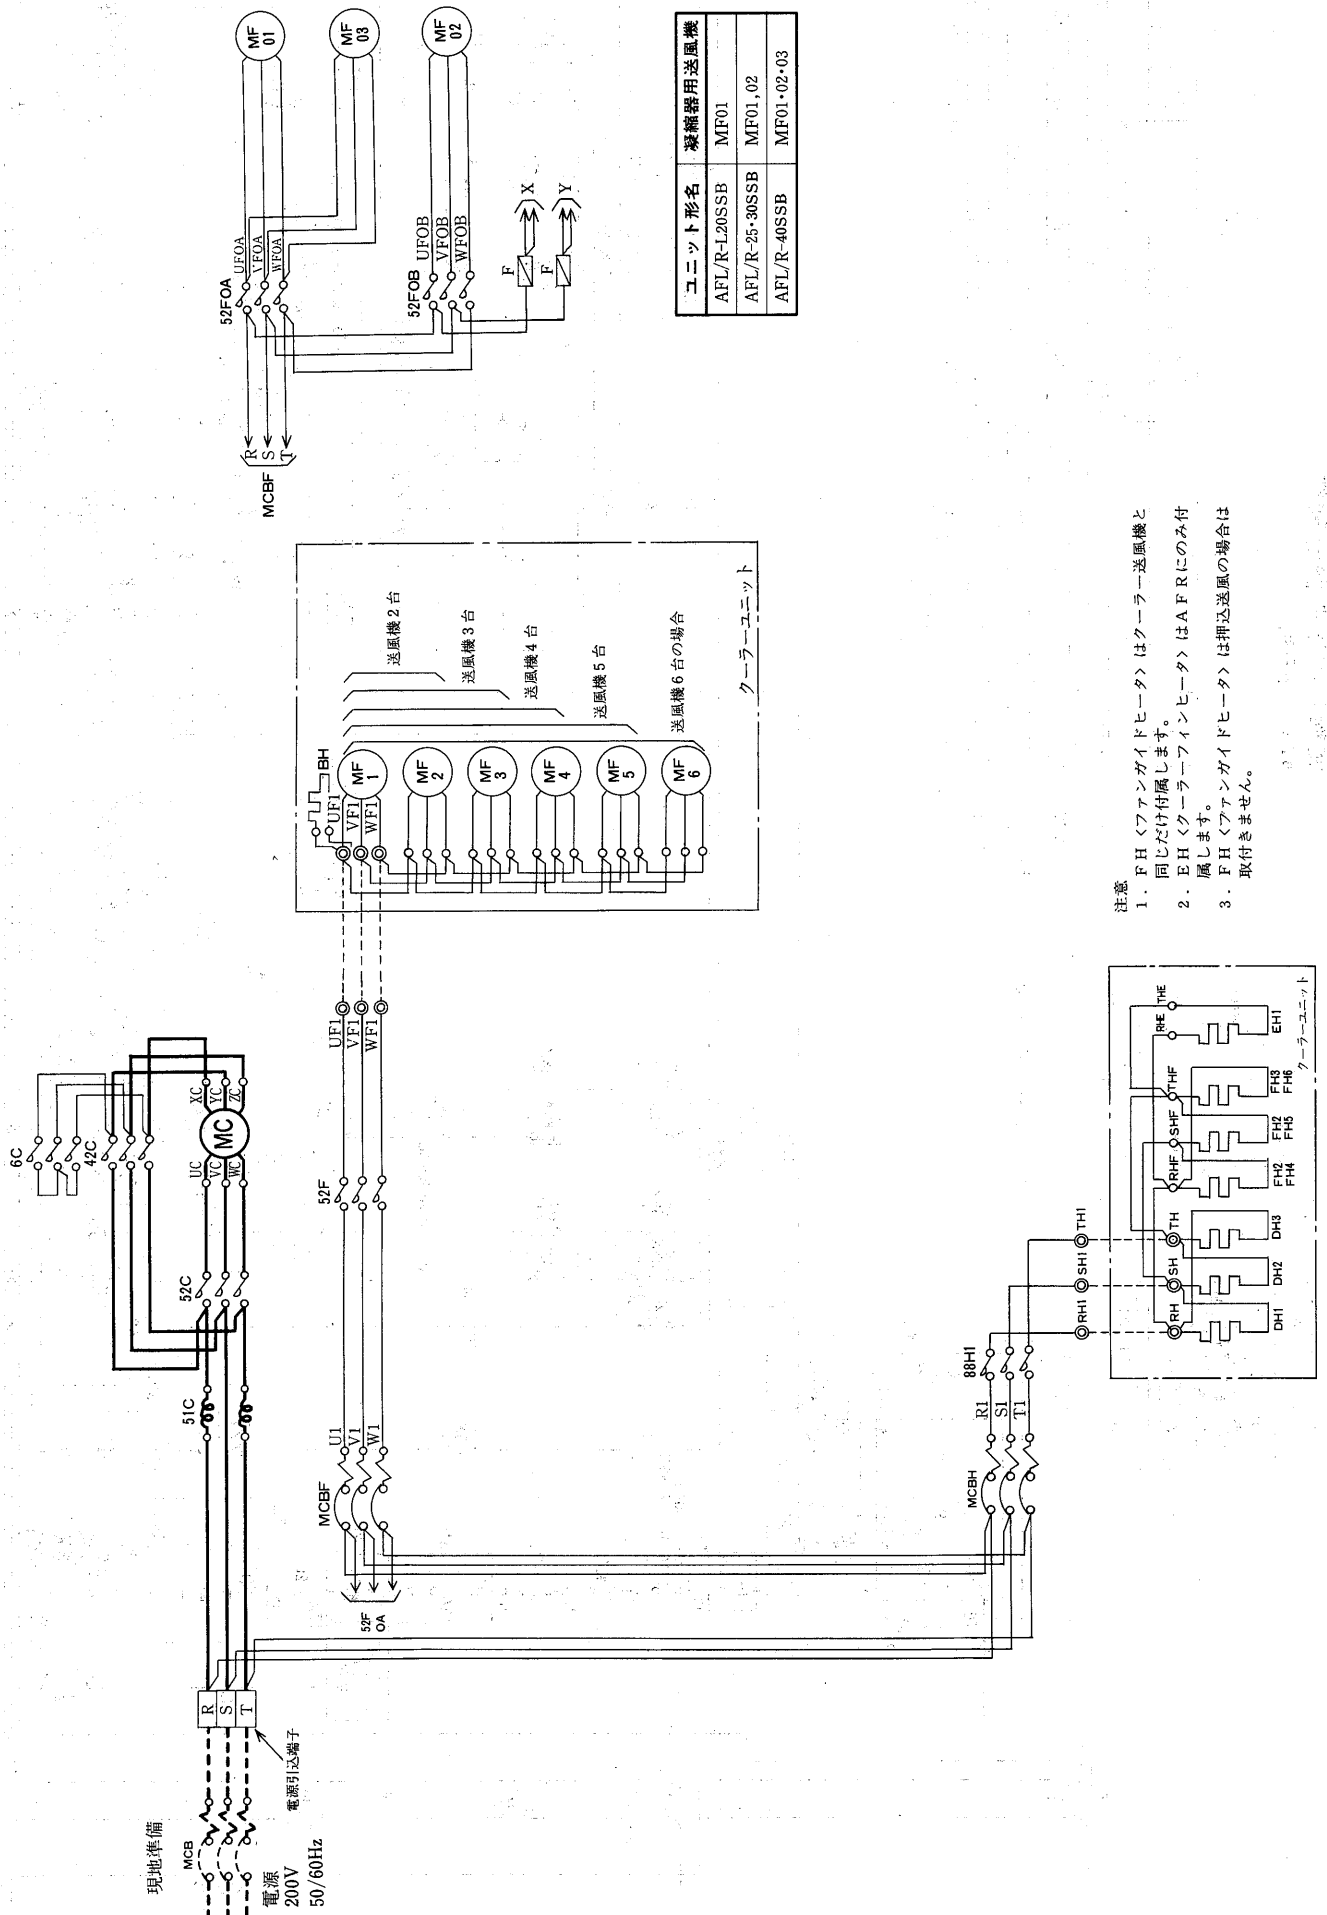 現地準備
MCB
電源
200V
50/60Hz
電源引込端子
R
S
T
51C
52C
6C
42C
UC
VC
WC
MC
XC
YC
ZC
52F
OA
MCBF
U1
V1
W1
52F
UF1
VF1
WF1
クーラーユニット
BH
UF1
VF1
WF1
MF
1
MF
2
MF
3
MF
4
MF
5
MF
6
送風機2台
送風機3台
送風機4台
送風機5台
送風機6台の場合
MCBF
R
S
T
52FOA
UFOA
VFOA
WFOA
MF
01
MF
03
MF
02
52FOB
UFOB
VFOB
WFOB
F
X
F
Y
ユニット形名 凝縮器用送風機
AFL/R-L20SSB MF01
AFL/R-25・30SSB MF01,02
AFL/R-40SSB MF01・02・03
MCBH
R1
S1
T1
88H1
RH1
SH1
TH1
RH
SH
TH
RHF
SHF
THF
RHE
THE
DH1
DH2
DH3
FH2
FH4
FH2
FH5
FH3
FH6
EH1
クーラーユニット
注意
1．FH〈ファンガイドヒータ〉はクーラー送風機と
同じだけ付属します。
2．EH〈クーラーフィンヒータ〉はAFRにのみ付
属します。
3．FH〈ファンガイドヒータ〉は押込送風の場合は
取付きません。